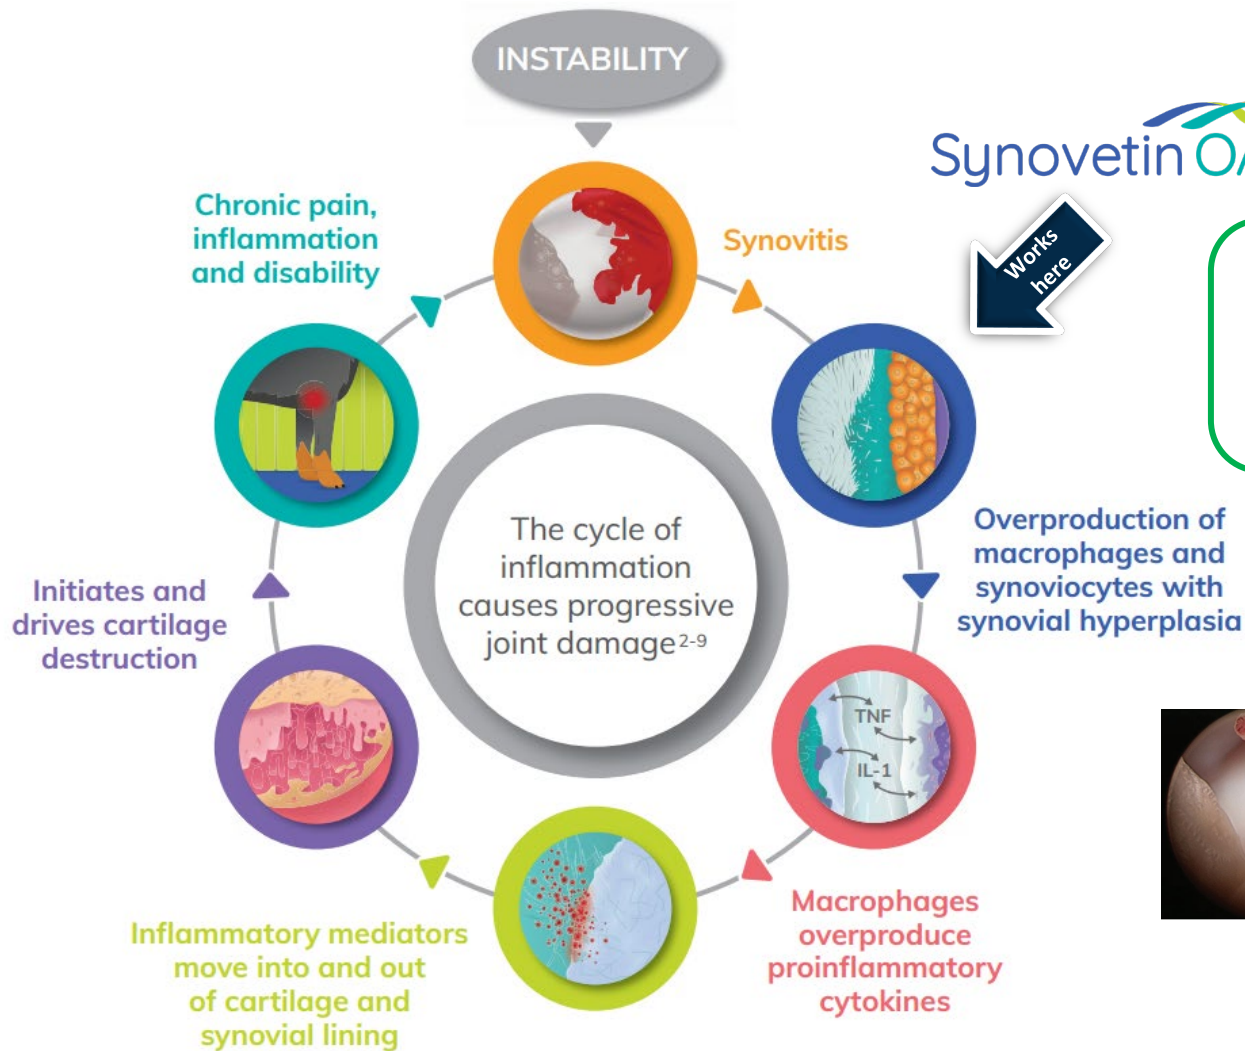 INSTABILITY
Synovetin
Works
here
Synovitis
Chronic pain,
inflammation
and disability
The cycle of
inflammation
causes progressive
joint damage2-9
Overproduction of
macrophages and
synoviocytes with
synovial hyperplasia
TNF
IL-1
Macrophages
overproduce
proinflammatory
cytokines
Inflammatory mediators
move into and out
of cartilage and
synovial lining
Initiates and
drives cartilage
destruction